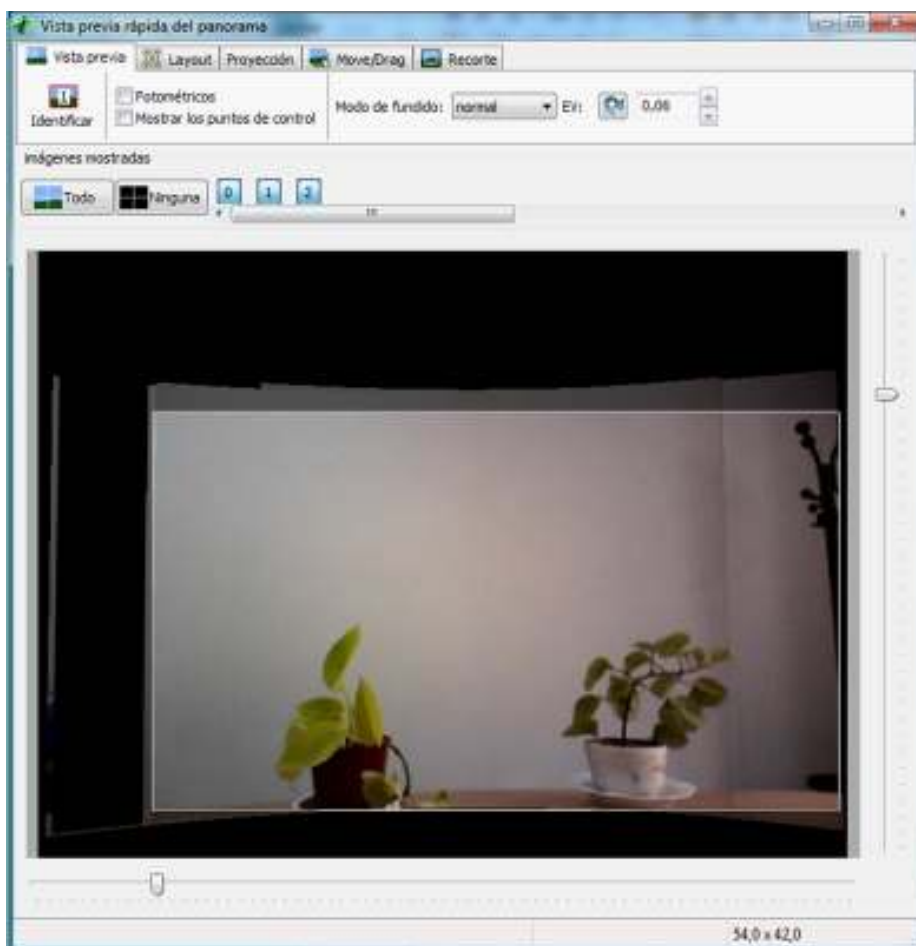 Vista previa rápida del panorama
Vista previa Layout Proyección Move/Drag Recorte
Identificar
Fotométricos
Mostrar los puntos de control
Modo de fundido: normal EV: 0,06
imágenes mostradas
Todo Ninguna 0 1 2
54,0 x 42,0